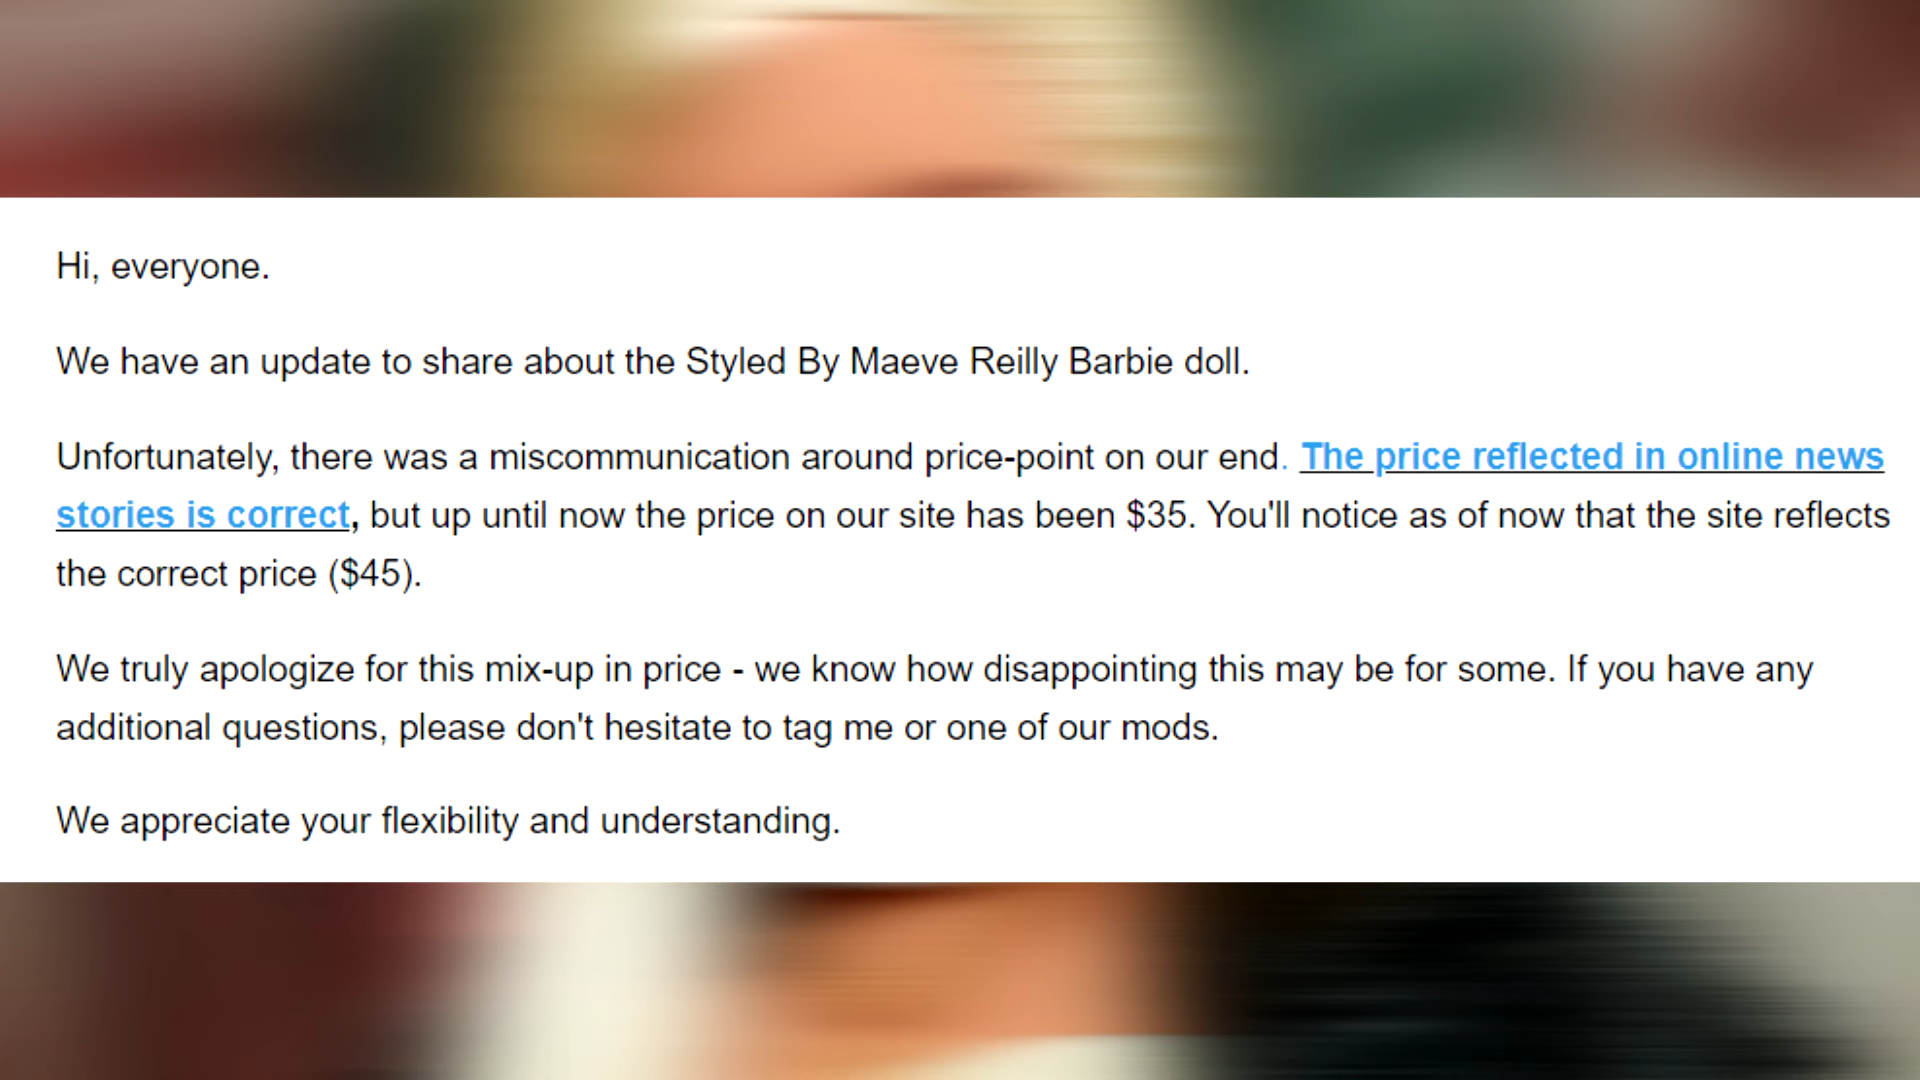 Hi, everyone.
We have an update to share about the Styled By Maeve Reilly Barbie doll.
Unfortunately, there was a miscommunication around price-point on our end. The price reflected in online news
stories is correct, but up until now the price on our site has been $35. You'll notice as of now that the site reflects
the correct price ($45).
We truly apologize for this mix-up in price - we know how disappointing this may be for some. If you have any
additional questions, please don't hesitate to tag me or one of our mods.
We appreciate your flexibility and understanding.